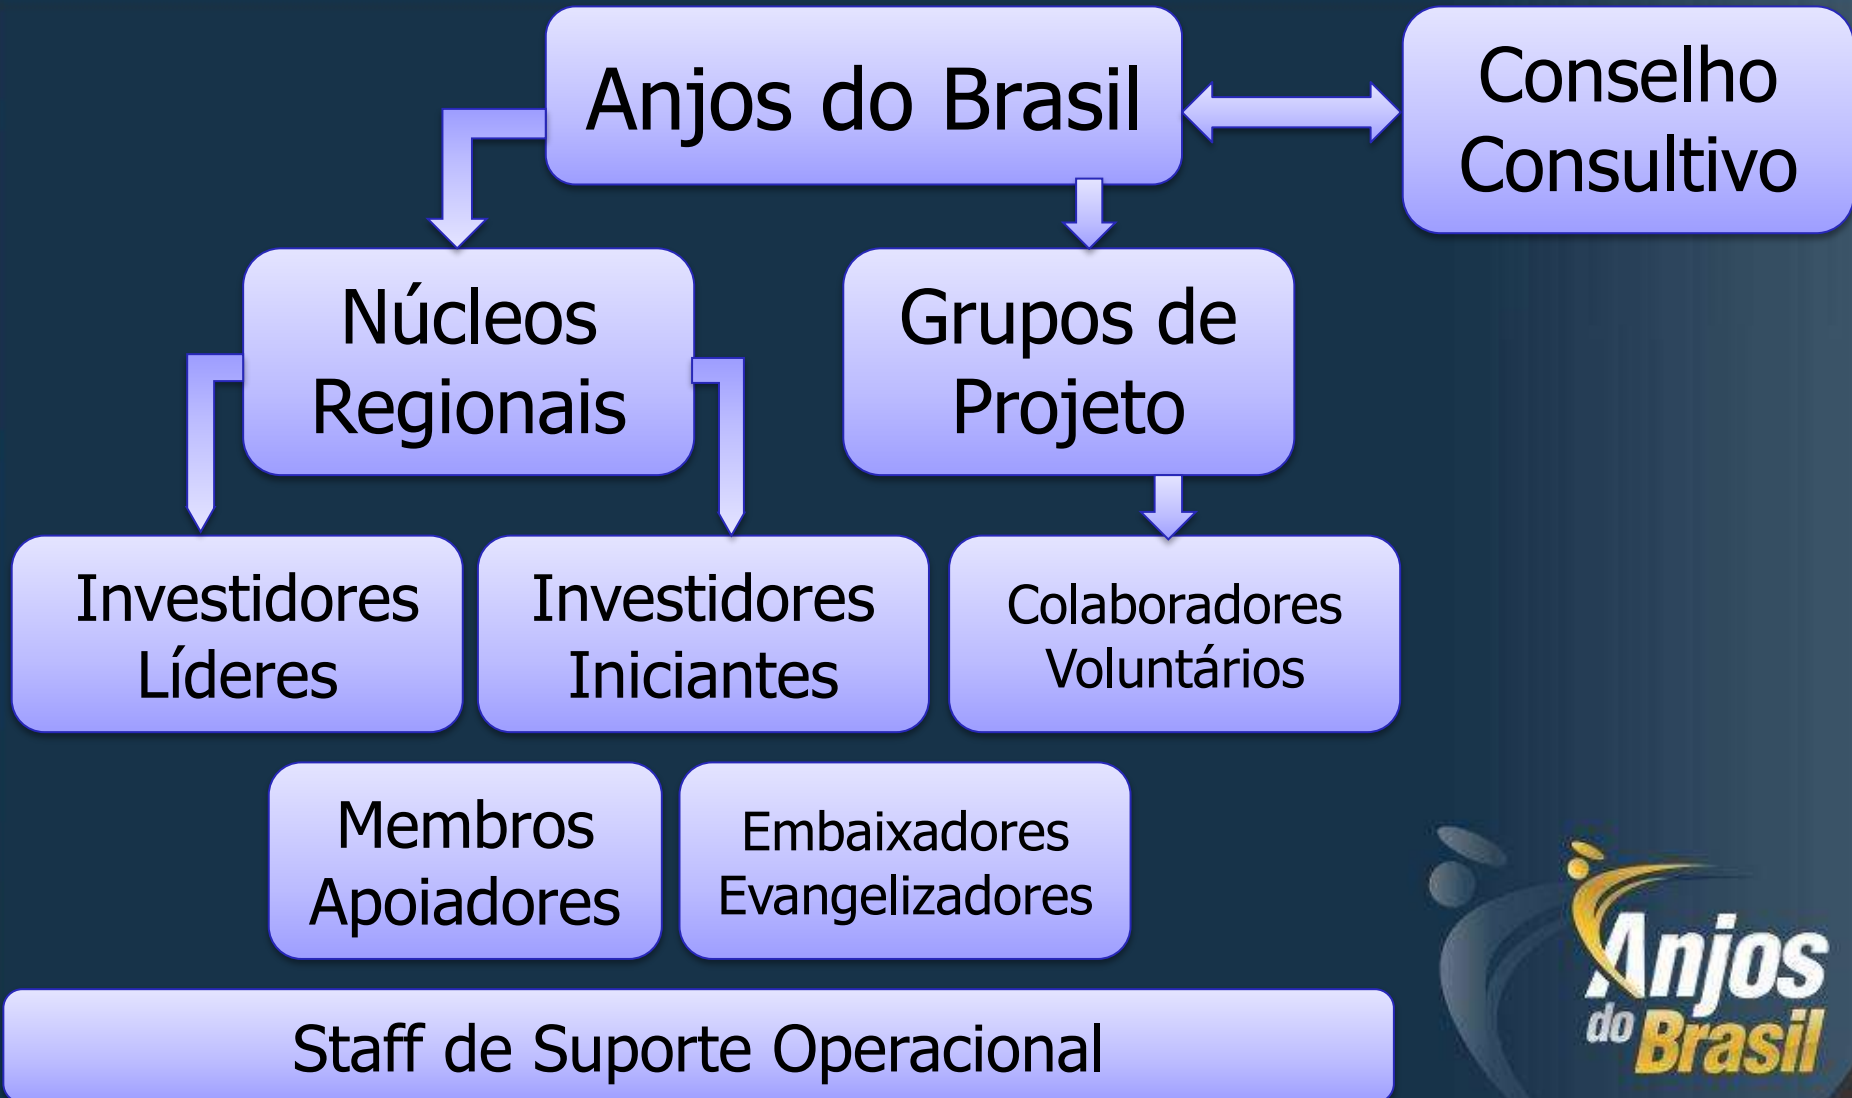 Anjos do Brasil
Conselho
Consultivo
Núcleos
Regionais
Grupos de
Projeto
Investidores
Líderes
Investidores
Iniciantes
Colaboradores
Voluntários
Membros
Apoiadores
Embaixadores
Evangelizadores
Staff de Suporte Operacional
Anjos
do Brasil